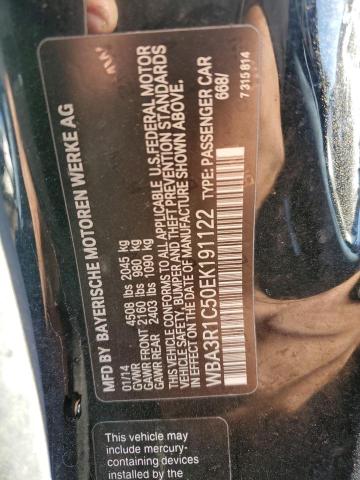 MFD BY BAYERISCHE MOTOREN WERKE AG
01/14
GVWR 4508 lbs 2045 kg
GAWR FRONT 2160 lbs 980 kg
GAWR REAR 2403 lbs 1090 kg
THIS VEHICLE CONFORMS TO ALL APPLICABLE U.S. FEDERAL MOTOR
VEHICLE SAFETY, BUMPER AND THEFT PREVENTION STANDARDS
IN EFFECT ON THE DATE OF MANUFACTURE SHOWN ABOVE.
WBA3R1C50EK191122 TYPE: PASSENGER CAR
668/
7 315 814
This vehicle may
include mercury-
containing devices
installed by the